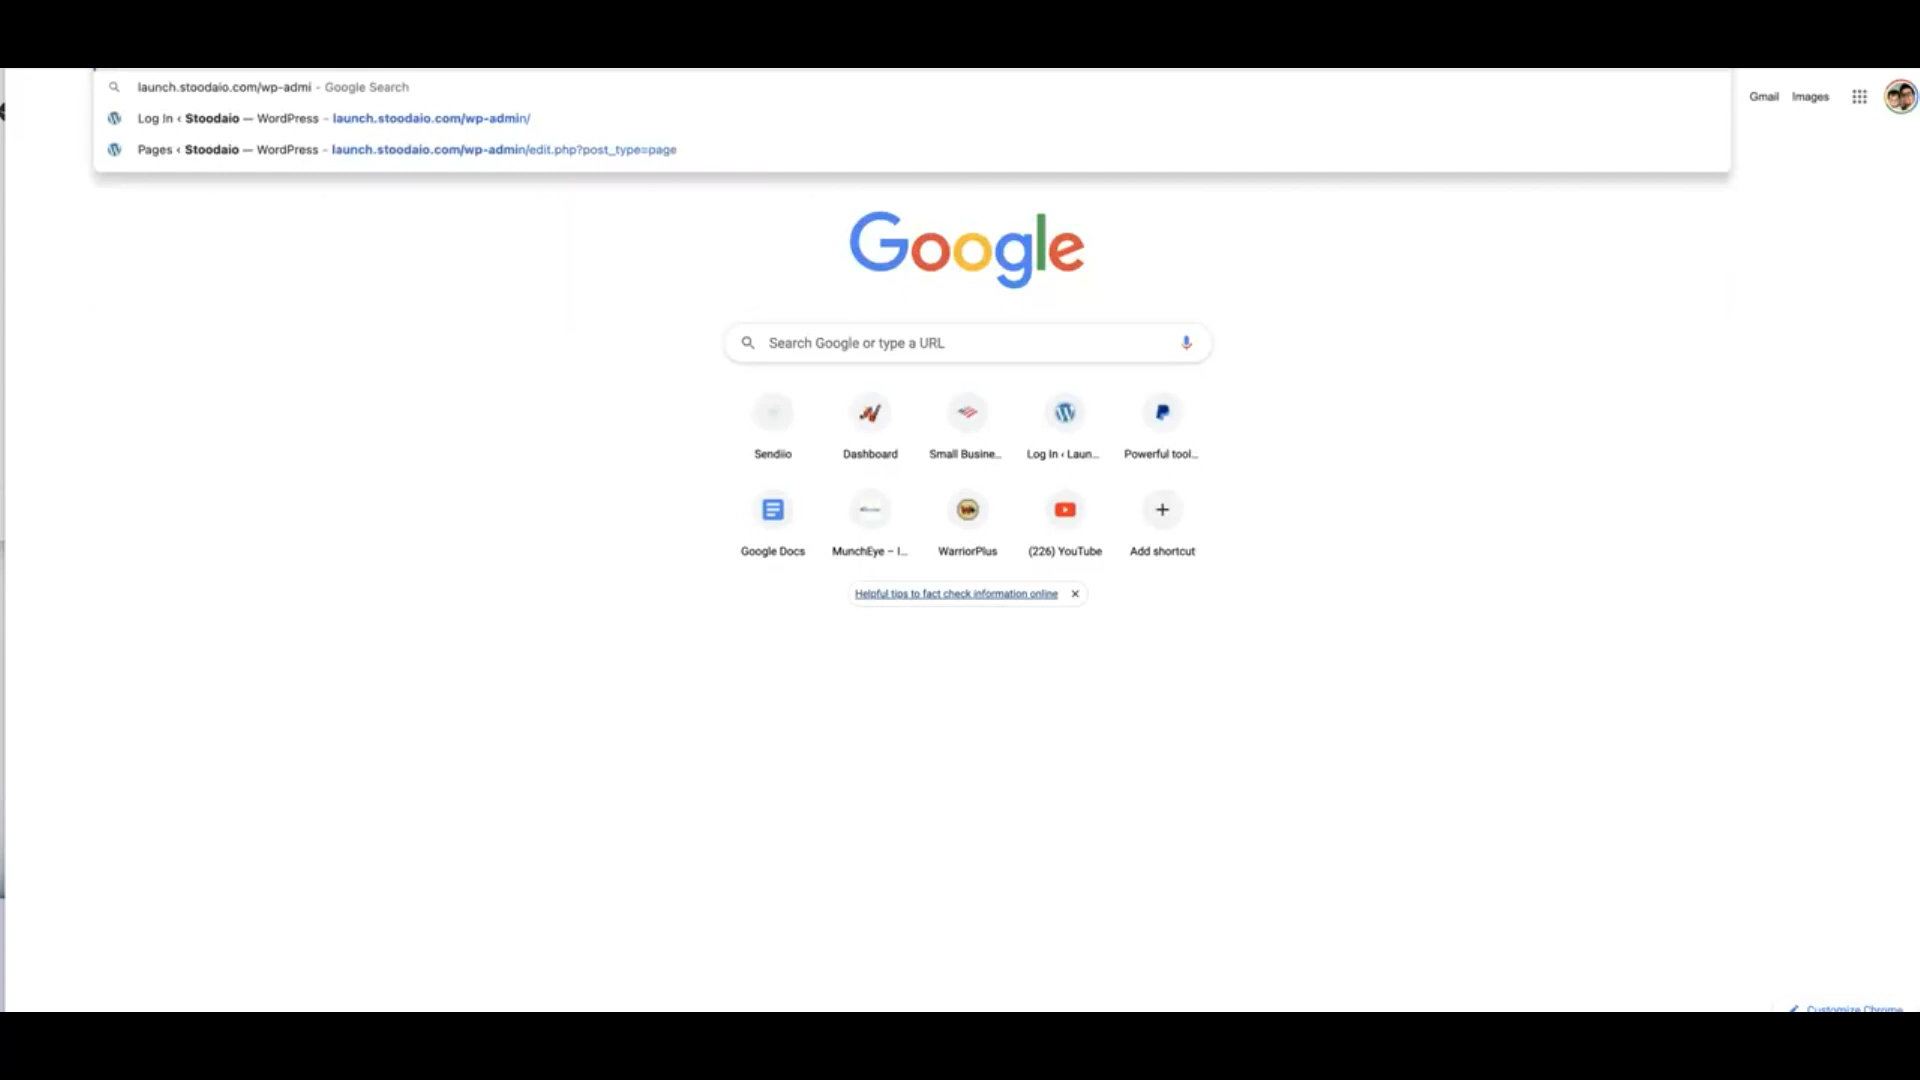 launch.stoodaio.com/wp-admi - Google Search
Gmail Images
Log In ‹ Stoodaio — WordPress - launch.stoodaio.com/wp-admin/
Pages ‹ Stoodaio — WordPress - launch.stoodaio.com/wp-admin/edit.php?post_type=page
Google
Search Google or type a URL
Sendiio Dashboard Small Busine... Log In ‹ Laun... Powerful tool...
Google Docs MunchEye – I... WarriorPlus (226) YouTube Add shortcut
Helpful tips to fact check information online
Customize Chrome